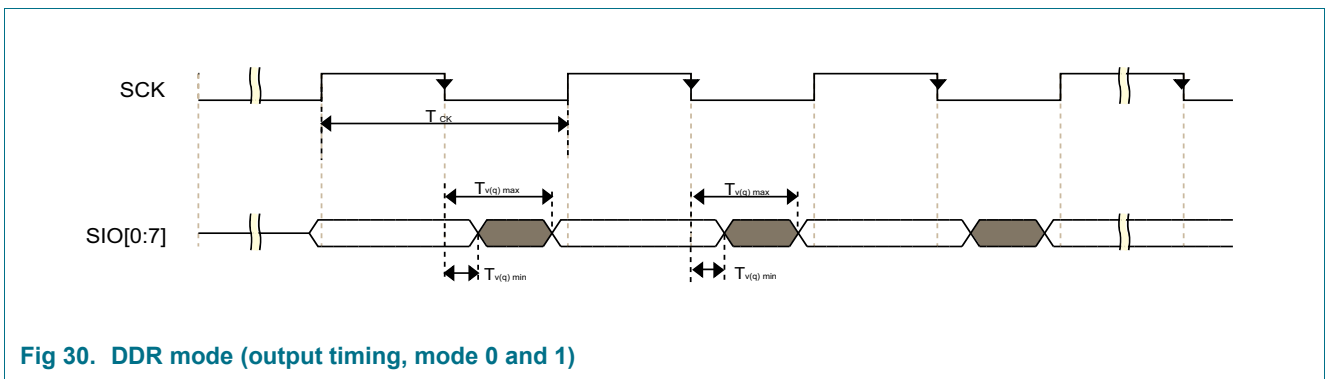 SCK
T CK
T v(q) max
T v(q) max
SIO[0:7]
T v(q) min
T v(q) min
Fig 30. DDR mode (output timing, mode 0 and 1)